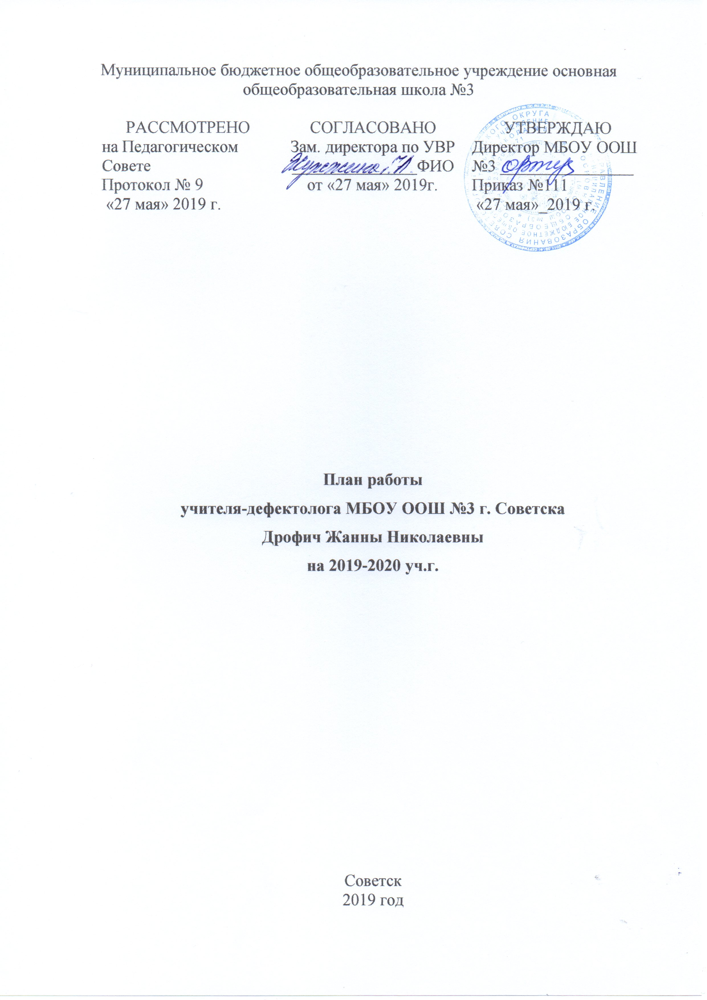 Муниципальное бюджетное общеобразовательное учреждение основная
общеобразовательная школа №3
РАССМОТРЕНО
на Педагогическом
Совете
Протокол № 9
«27 мая» 2019 г.
СОГЛАСОВАНО
Зам. директора по УВР
ФИО
от «27 мая» 2019г.
УТВЕРЖДАЮ
Директор МБОУ ООШ
№3
Приказ №111
«27 мая»_2019 г.
План работы
учителя-дефектолога МБОУ ООШ №3 г. Советска
Дрофич Жанны Николаевны
на 2019-2020 уч.г.
Советск
2019 год